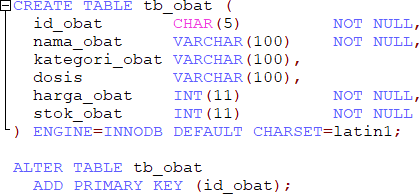 CREATE TABLE tb_obat (
id_obat CHAR(5) NOT NULL,
nama_obat VARCHAR(100) NOT NULL,
kategori_obat VARCHAR(100),
dosis VARCHAR(100),
harga_obat INT(11) NOT NULL,
stok_obat INT(11) NOT NULL
) ENGINE=INNODB DEFAULT CHARSET=latin1;
ALTER TABLE tb_obat
ADD PRIMARY KEY (id_obat);